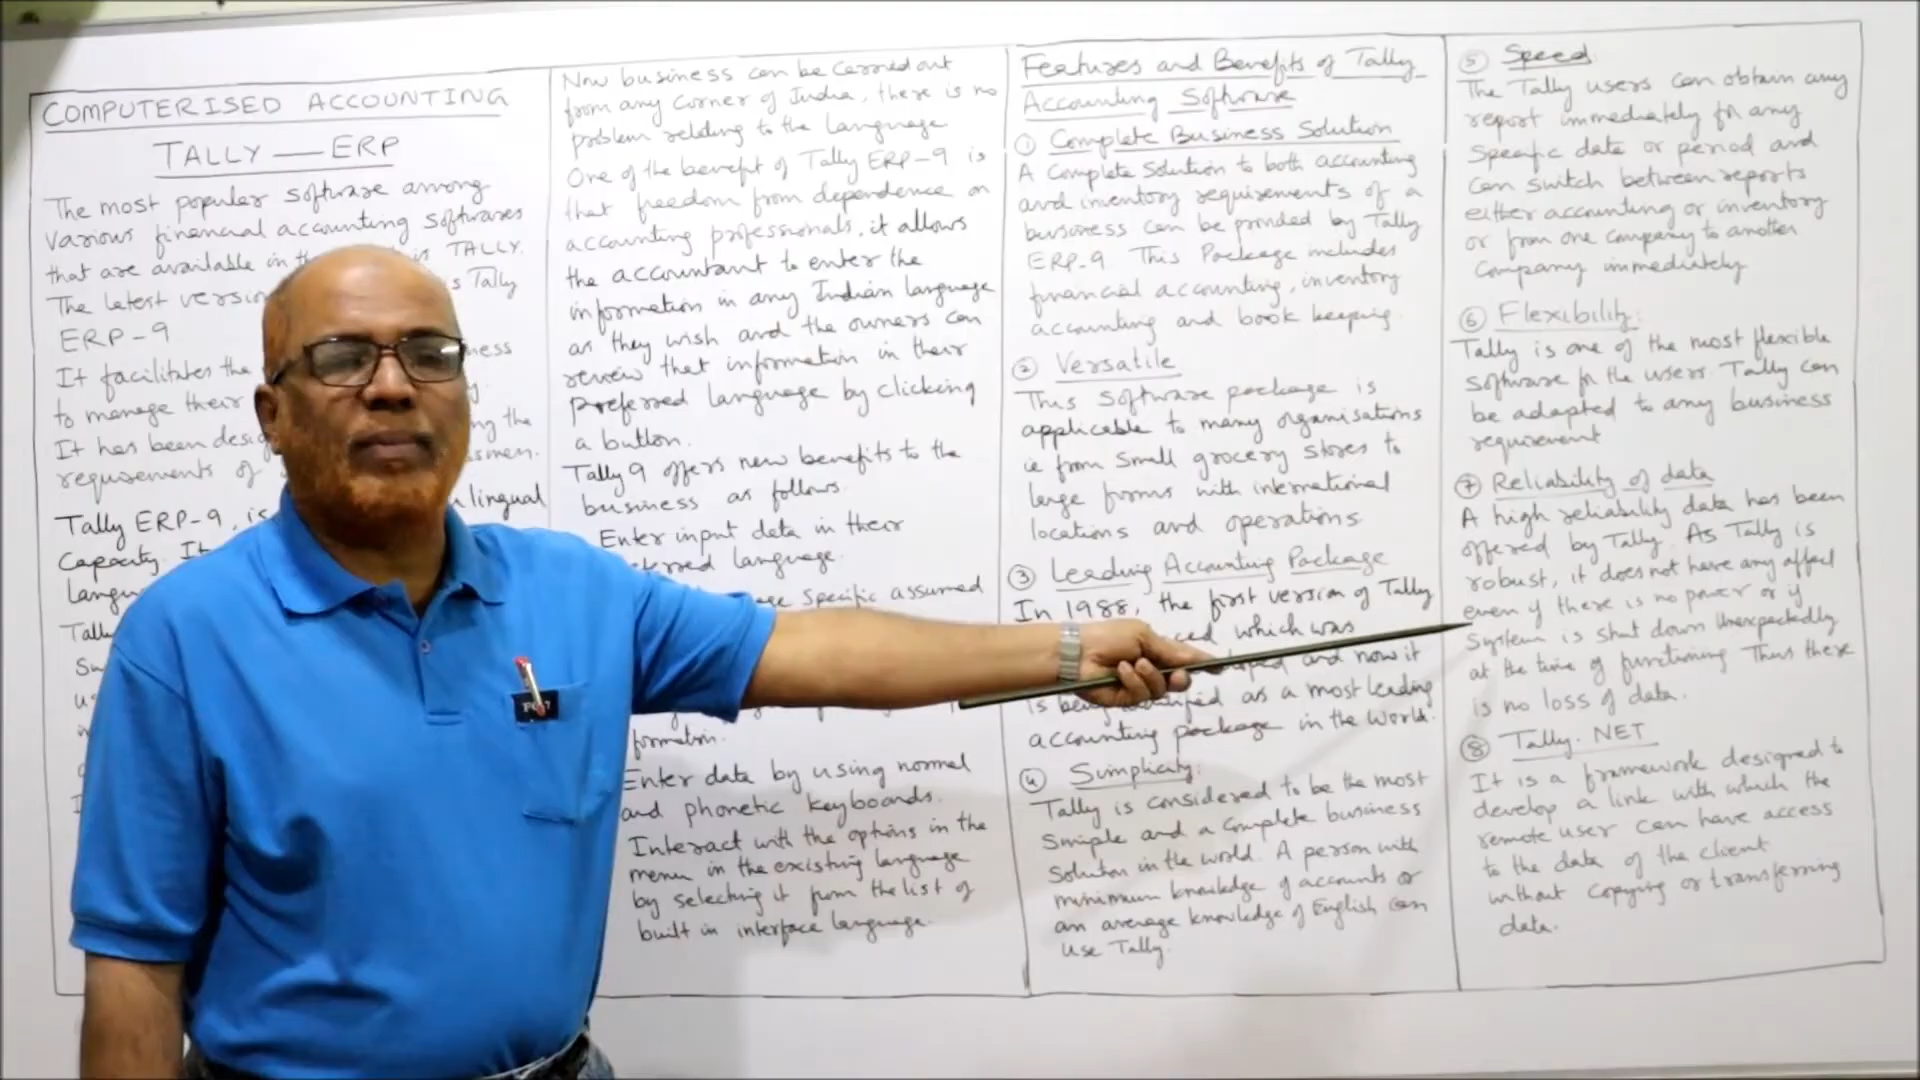 COMPUTERISED ACCOUNTING
TALLY — ERP
The most popular software among
various financial accounting softwares
that are available in is TALLY.
The latest version is Tally
ERP-9
It facilitates the
to manage their
It has been the
requirements of
Tally ERP-9, is lingual
Capacity. It
Now business can be carried out
from any corner of India, there is no
problem relating to the language
One of the benefit of Tally ERP-9 is
that freedom from dependence on
accounting professionals, it allows
the accountant to enter the
information in any Indian language
as they wish and the owners can
review that information in their
preferred language by clicking
a button.
Tally 9 offers new benefits to the
business as follows.
Enter input data in their
language.
specific assumed
Enter data by using normal
and phonetic keyboards.
Interact with the options in the
menu in the existing language
by selecting it from the list of
built in interface language.
Features and Benefits of Tally
Accounting Software
① Complete Business Solution
A Complete Solution to both accounting
and inventory requirements of a
business can be provided by Tally
ERP-9. This Package includes
financial accounting, inventory
accounting and book keeping.
② Versatile
This software package is
applicable to many organisations
ie from small grocery stores to
large firms with international
locations and operations
③ Leading Accounting Package
In 1988, the first version of Tally
which was
and now it
is being as a most leading
accounting package in the world.
④ Simplicity:
Tally is considered to be the most
Simple and a complete business
Solution in the world. A person with
minimum knowledge of accounts or
an average knowledge of English can
use Tally.
⑤ Speed
The Tally users can obtain any
report immediately for any
specific date or period and
can switch between reports
either accounting or inventory
or from one company to another
company immediately
⑥ Flexibility:
Tally is one of the most flexible
software for the users. Tally can
be adapted to any business
requirement
⑦ Reliability of data
A high reliability data has been
offered by Tally. As Tally is
robust, it does not have any affect
even if there is no power or if
system is shut down unexpectedly
at the time of functioning Thus there
is no loss of data.
⑧ Tally. NET
It is a framework designed to
develop a link with which the
remote user can have access
to the data of the client
without copying or transferring
data.